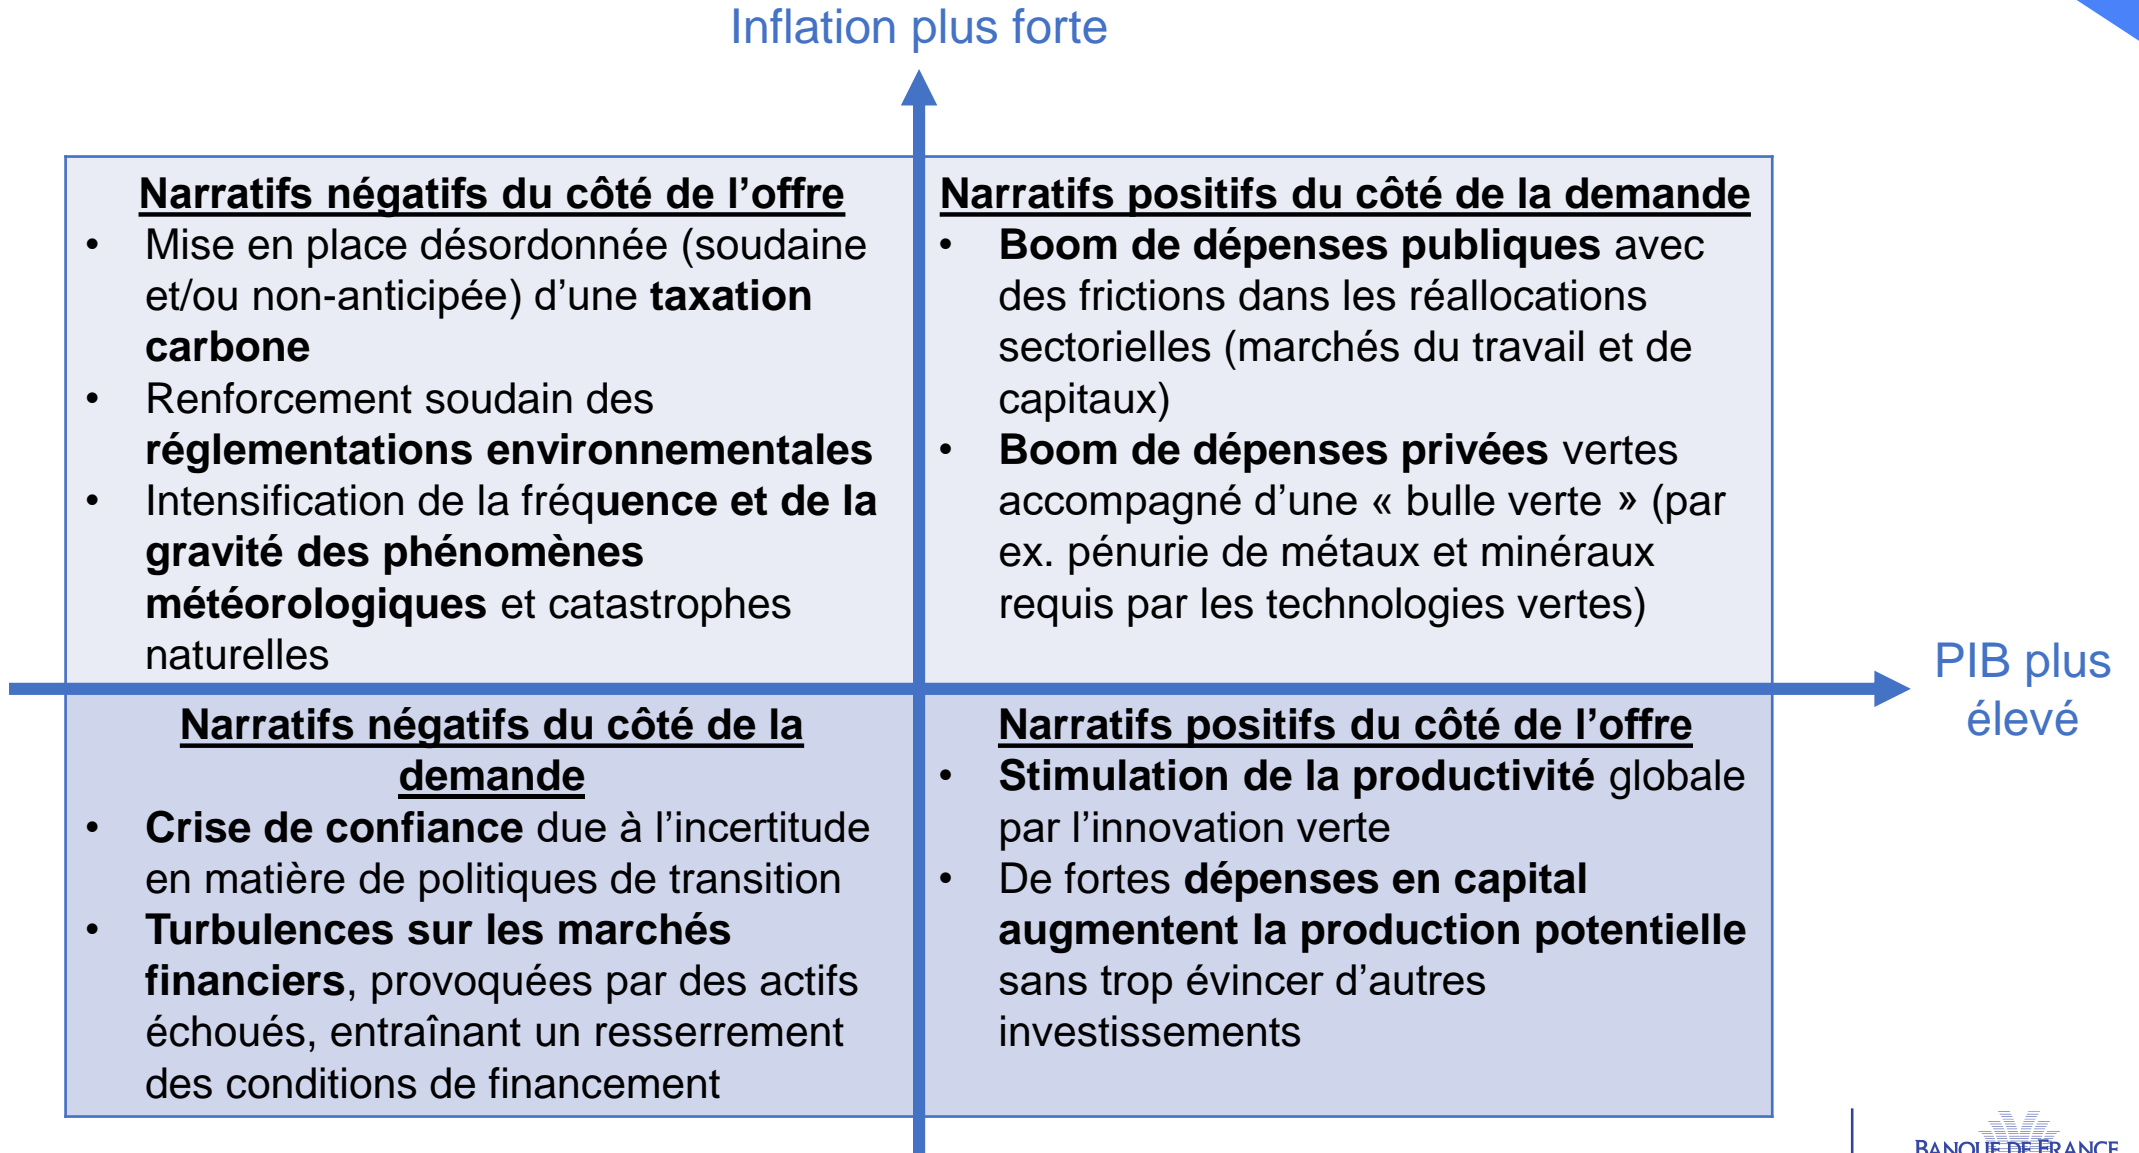 Inflation plus forte
Narratifs négatifs du côté de l’offre
• Mise en place désordonnée (soudaine
et/ou non-anticipée) d’une taxation
carbone
• Renforcement soudain des
réglementations environnementales
• Intensification de la fréquence et de la
gravité des phénomènes
météorologiques et catastrophes
naturelles
Narratifs positifs du côté de la demande
• Boom de dépenses publiques avec
des frictions dans les réallocations
sectorielles (marchés du travail et de
capitaux)
• Boom de dépenses privées vertes
accompagné d’une « bulle verte » (par
ex. pénurie de métaux et minéraux
requis par les technologies vertes)
PIB plus
élevé
Narratifs négatifs du côté de la
demande
• Crise de confiance due à l’incertitude
en matière de politiques de transition
• Turbulences sur les marchés
financiers, provoquées par des actifs
échoués, entraînant un resserrement
des conditions de financement
Narratifs positifs du côté de l’offre
• Stimulation de la productivité globale
par l’innovation verte
• De fortes dépenses en capital
augmentent la production potentielle
sans trop évincer d’autres
investissements
BANQUE DE FRANCE